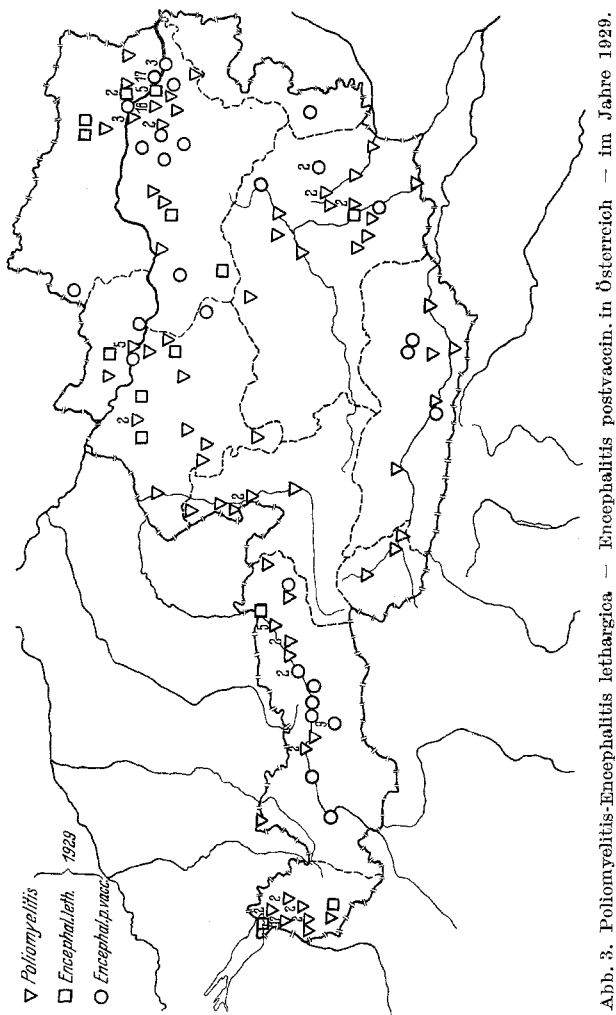 ▽ Poliomyelitis
□ Encephal. leth.
○ Encephal. p. vacc.
1929
Abb. 3. Poliomyelitis-Encephalitis lethargica — Encephalitis postvaccin. in Österreich — im Jahre 1929.